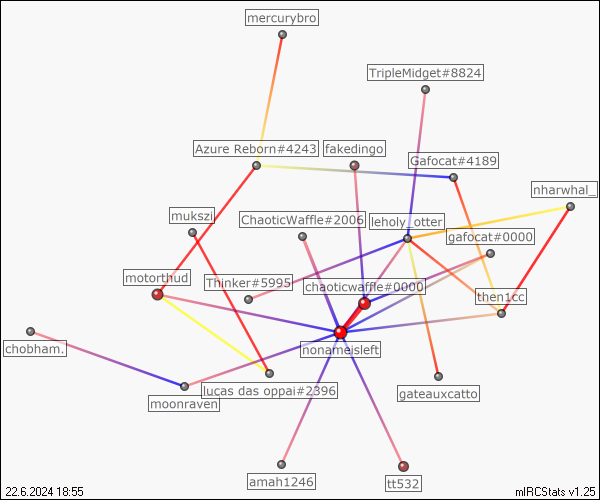 mercurybro
TripleMidget#8824
Azure Reborn#4243
fakedingo
Gafocat#4189
nharwhal_
mukszi
ChaoticWaffle#2006
leholy_otter
gafocat#0000
motorthud
Thinker#5995
chaoticwaffle#0000
then1cc
chobham.
nonameisleft
moonraven
lucas das oppai#2396
gateauxcatto
amah1246
tt532
22.6.2024 18:55
mIRCStats v1.25